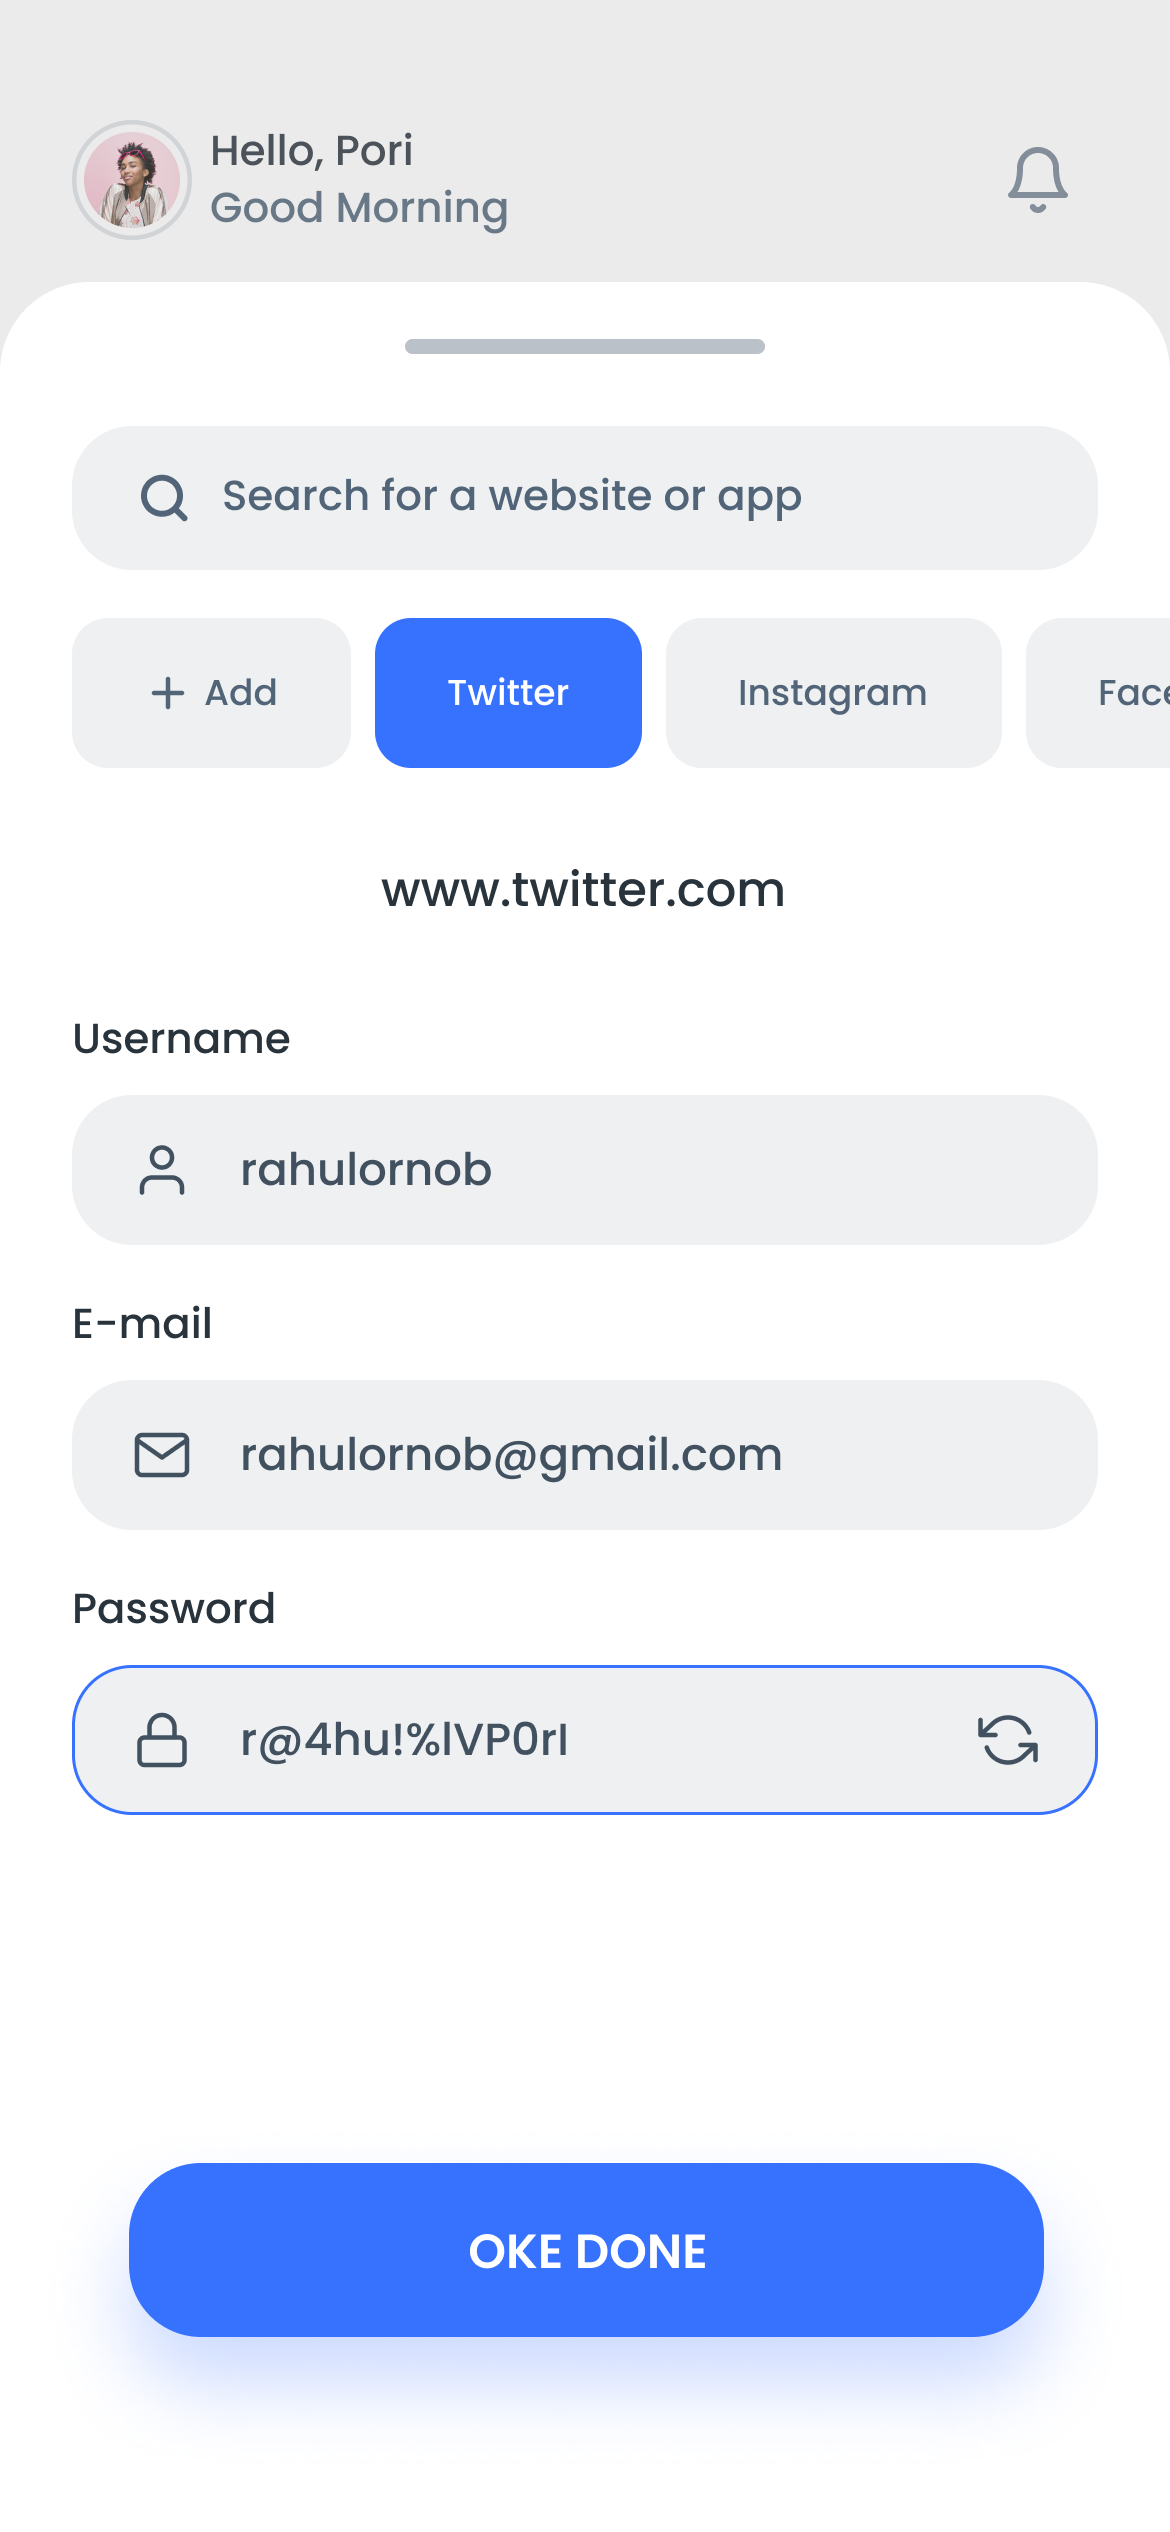 Hello, Pori
Good Morning
Search for a website or app
Add
Twitter
Instagram
Face
www.twitter.com
Username
rahulornob
E-mail
rahulornob@gmail.com
Password
r@4hu!%lVP0rI
OKE DONE